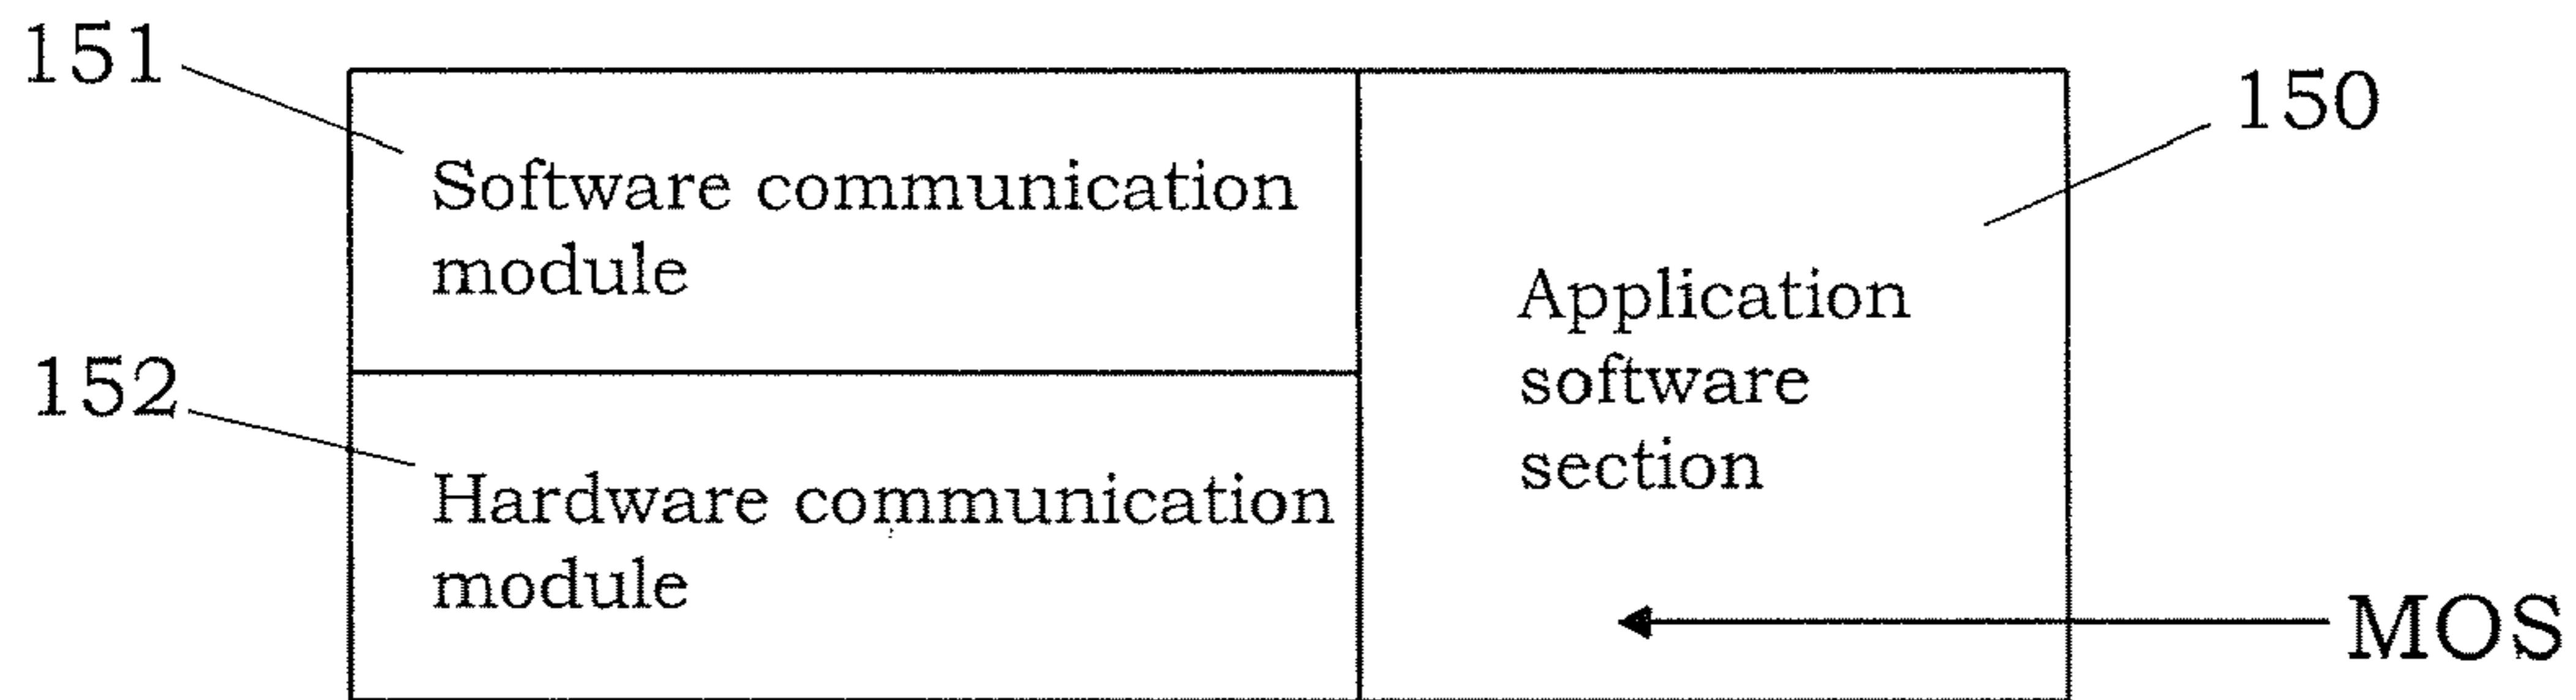 151
Software communication
module
152
Hardware communication
module
150
Application
software
section
MOS